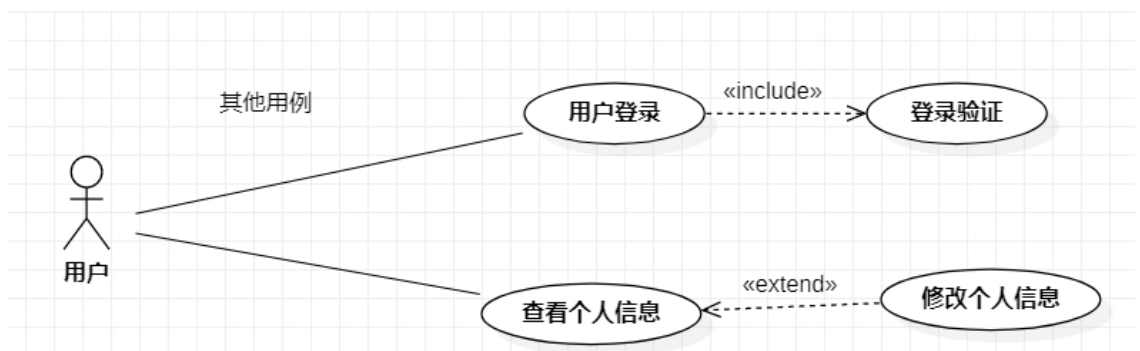 其他用例
用户登录
«include»
登录验证
用户
查看个人信息
«extend»
修改个人信息